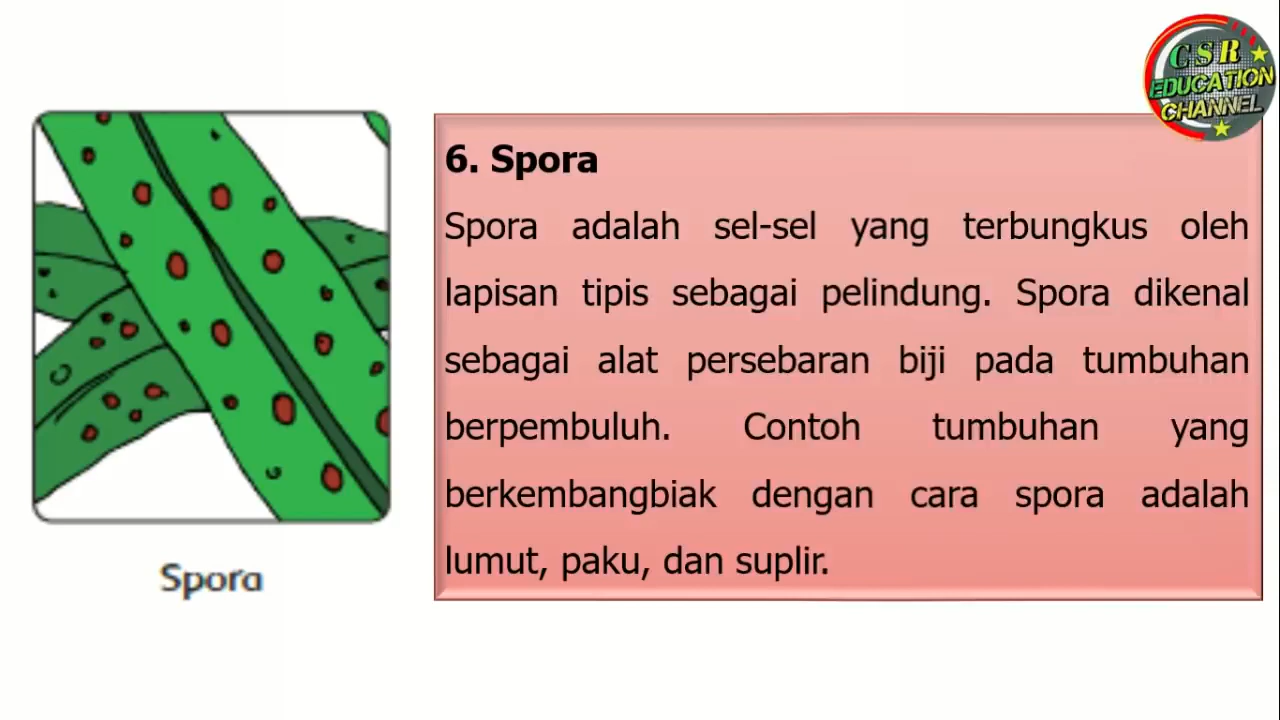 CSR
EDUCATION
CHANNEL
6. Spora
Spora adalah sel-sel yang terbungkus oleh
lapisan tipis sebagai pelindung. Spora dikenal
sebagai alat persebaran biji pada tumbuhan
berpembuluh. Contoh tumbuhan yang
berkembangbiak dengan cara spora adalah
lumut, paku, dan suplir.
Spora